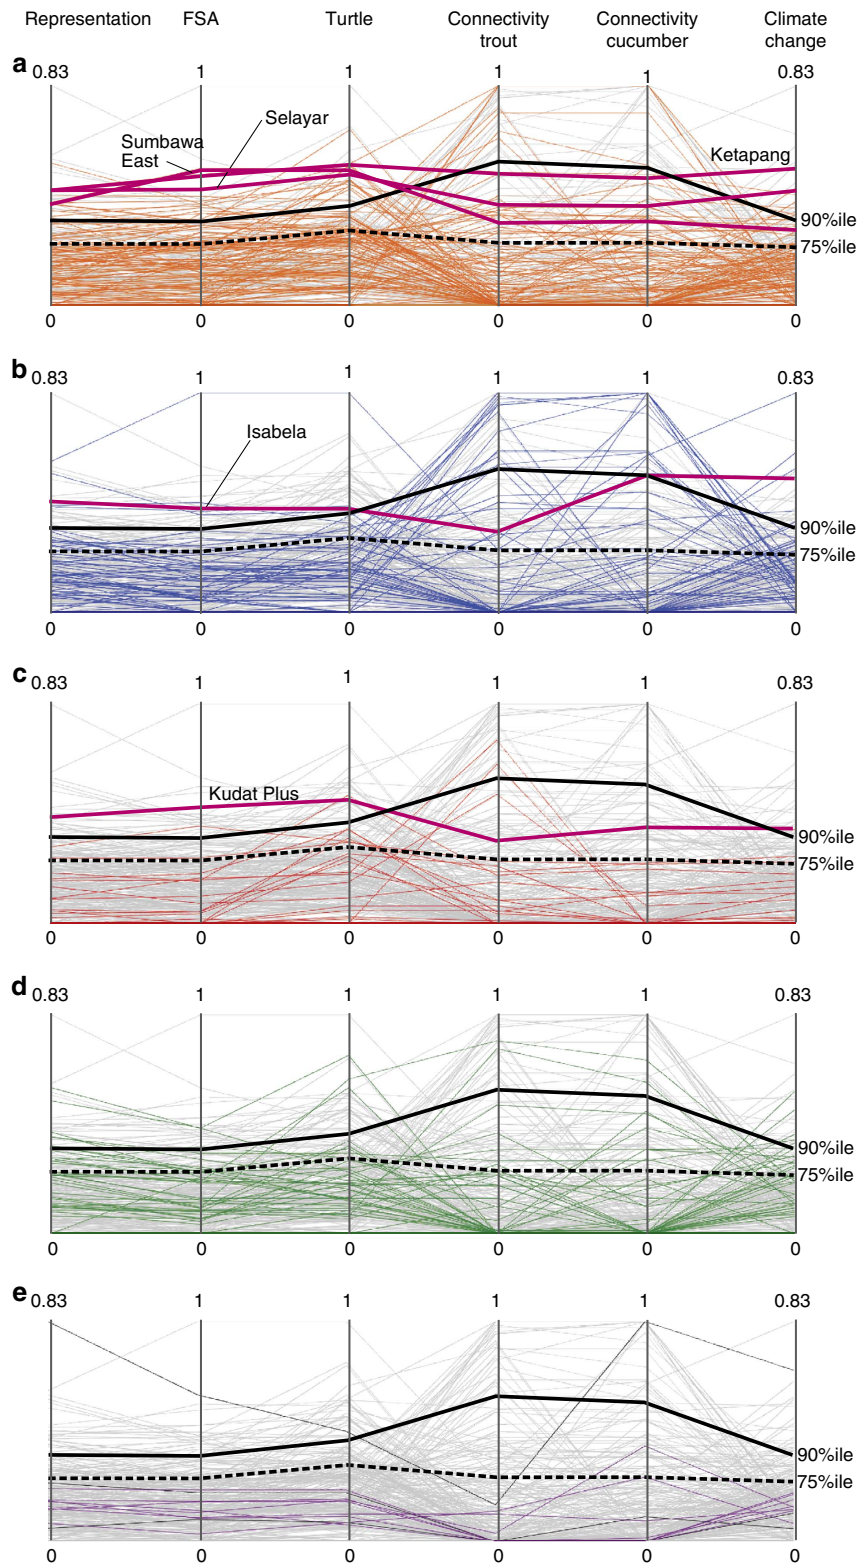 Representation FSA Turtle Connectivity trout Connectivity cucumber Climate change
a
0.83 1 1 1 1 0.83
Selayar
Sumbawa East
Ketapang
90%ile
75%ile
0 0 0 0 0 0
b
0.83 1 1 1 1 0.83
Isabela
90%ile
75%ile
0 0 0 0 0 0
c
0.83 1 1 1 1 0.83
Kudat Plus
90%ile
75%ile
0 0 0 0 0 0
d
0.83 1 1 1 1 0.83
90%ile
75%ile
0 0 0 0 0 0
e
0.83 1 1 1 1 0.83
90%ile
75%ile
0 0 0 0 0 0